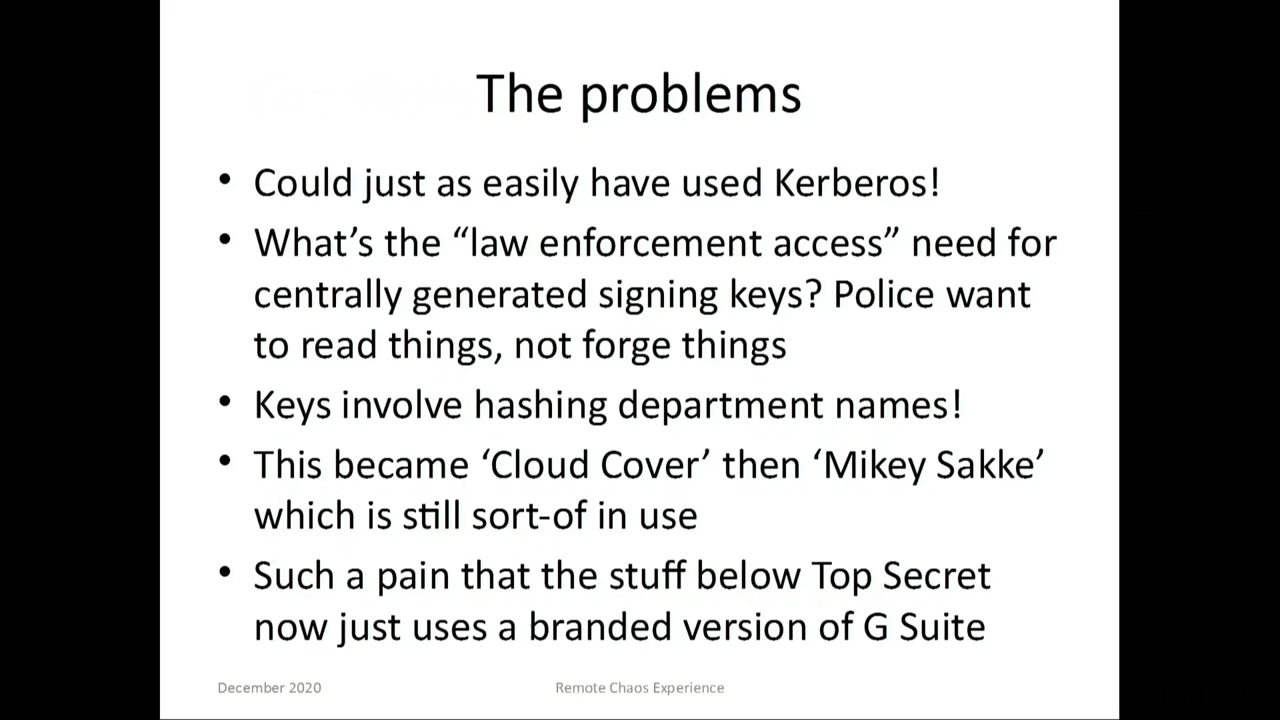 The problems
• Could just as easily have used Kerberos!
• What’s the “law enforcement access” need for
centrally generated signing keys? Police want
to read things, not forge things
• Keys involve hashing department names!
• This became ‘Cloud Cover’ then ‘Mikey Sakke’
which is still sort-of in use
• Such a pain that the stuff below Top Secret
now just uses a branded version of G Suite
December 2020
Remote Chaos Experience